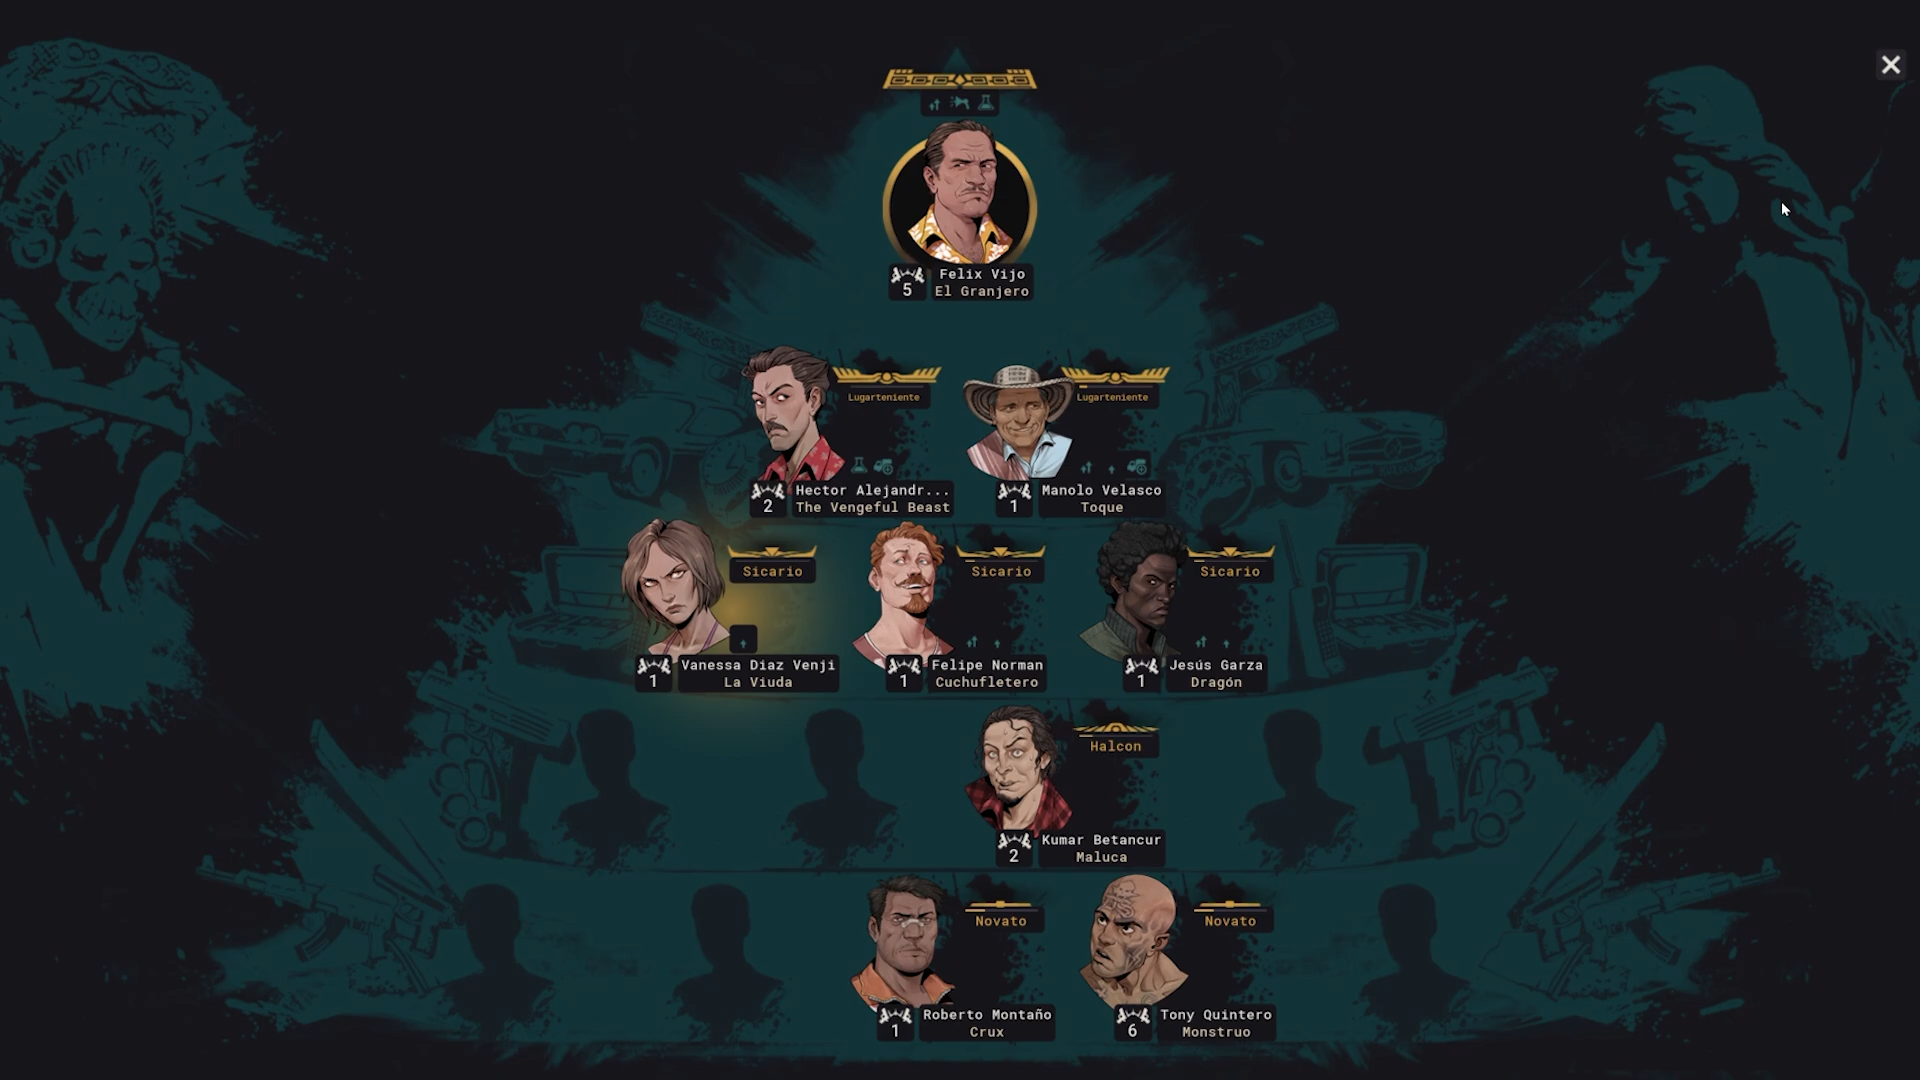 5
Felix Vijo
El Granjero
Lugarteniente
Lugarteniente
2
Hector Alejandr...
The Vengeful Beast
1
Manolo Velasco
Toque
Sicario
Sicario
Sicario
1
Vanessa Diaz Venji
La Viuda
1
Felipe Norman
Cuchufletero
1
Jesús Garza
Dragón
Halcon
2
Kumar Betancur
Maluca
Novato
Novato
1
Roberto Montaño
Crux
6
Tony Quintero
Monstruo